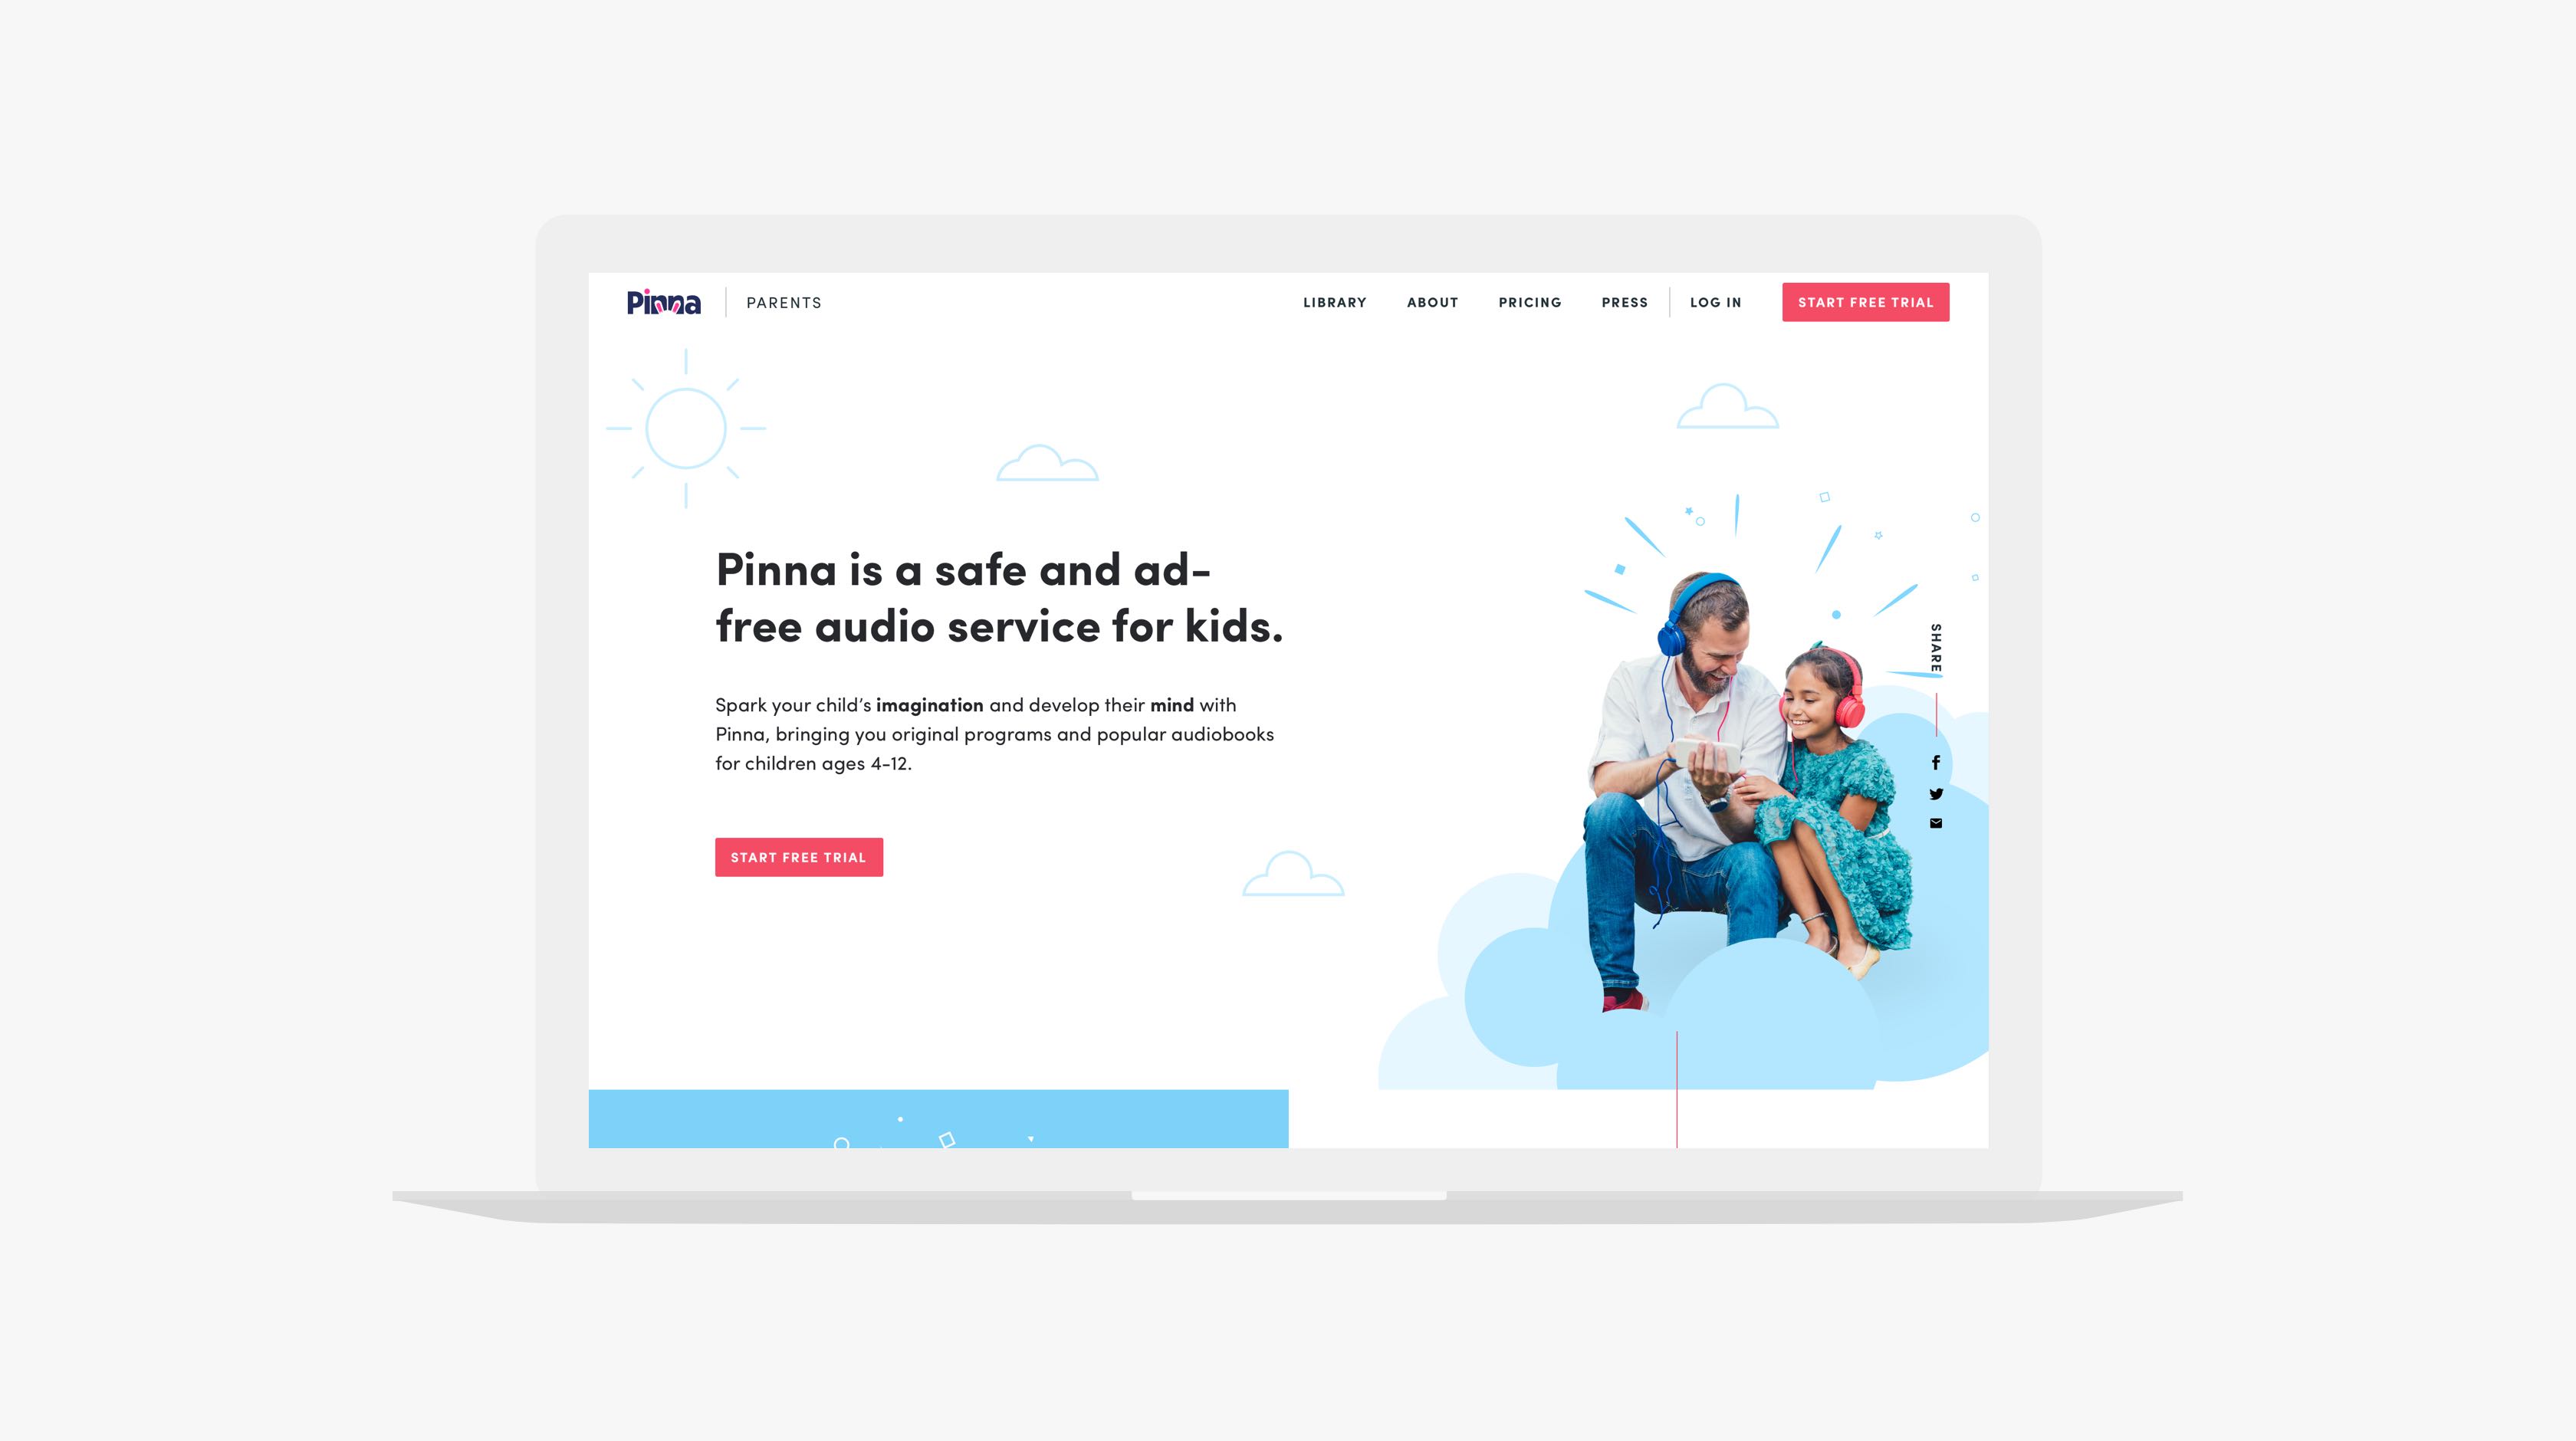 Pinna
PARENTS
LIBRARY
ABOUT
PRICING
PRESS
LOG IN
START FREE TRIAL
Pinna is a safe and ad-
free audio service for kids.
Spark your child’s imagination and develop their mind with
Pinna, bringing you original programs and popular audiobooks
for children ages 4-12.
START FREE TRIAL
SHARE